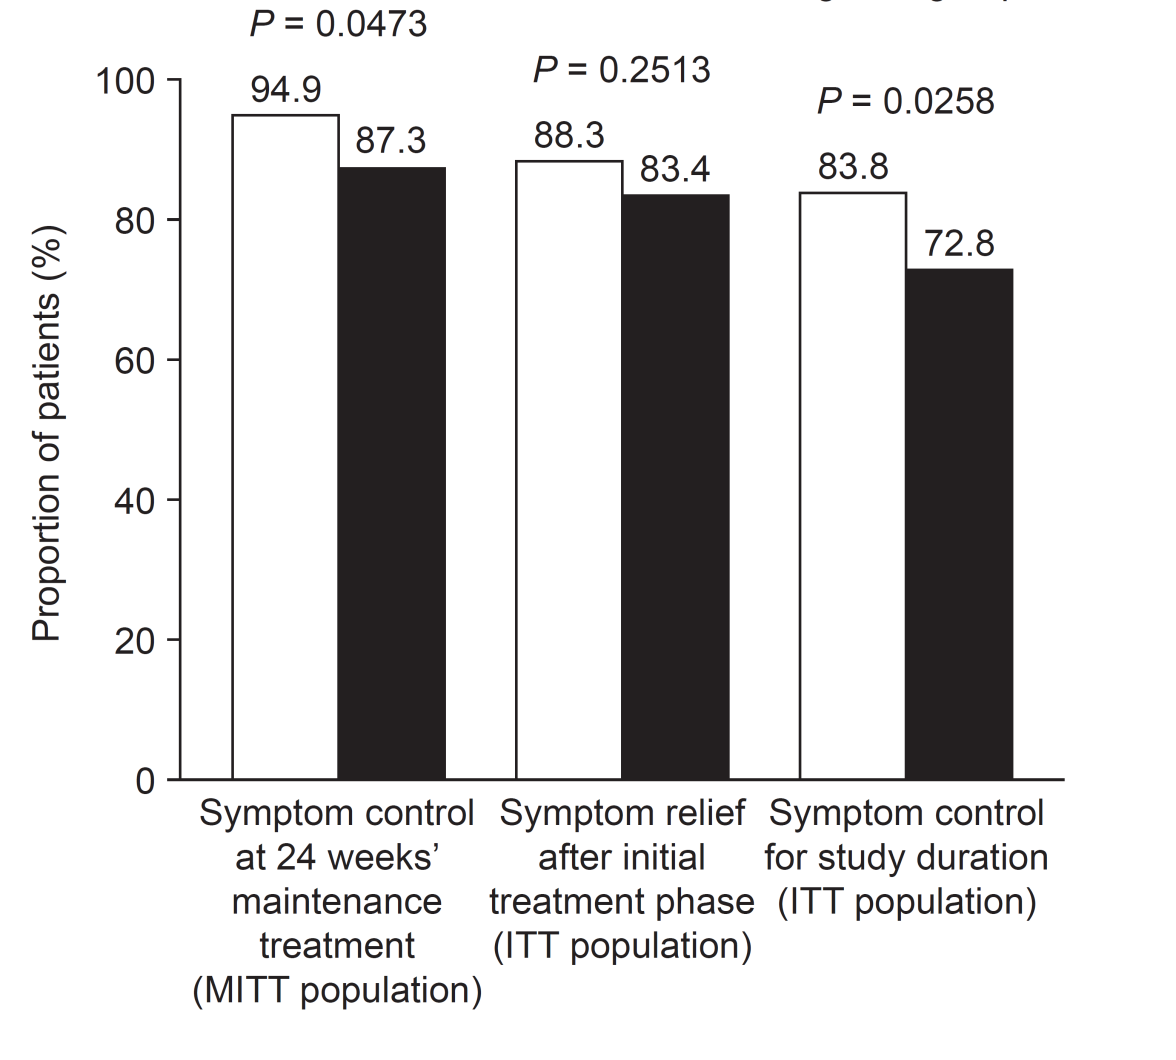 P = 0.0473
P = 0.2513
P = 0.0258
100
80
60
40
20
0
Proportion of patients (%)
94.9
87.3
88.3
83.4
83.8
72.8
Symptom control
at 24 weeks’
maintenance
treatment
(MITT population)
Symptom relief
after initial
treatment phase
(ITT population)
Symptom control
for study duration
(ITT population)